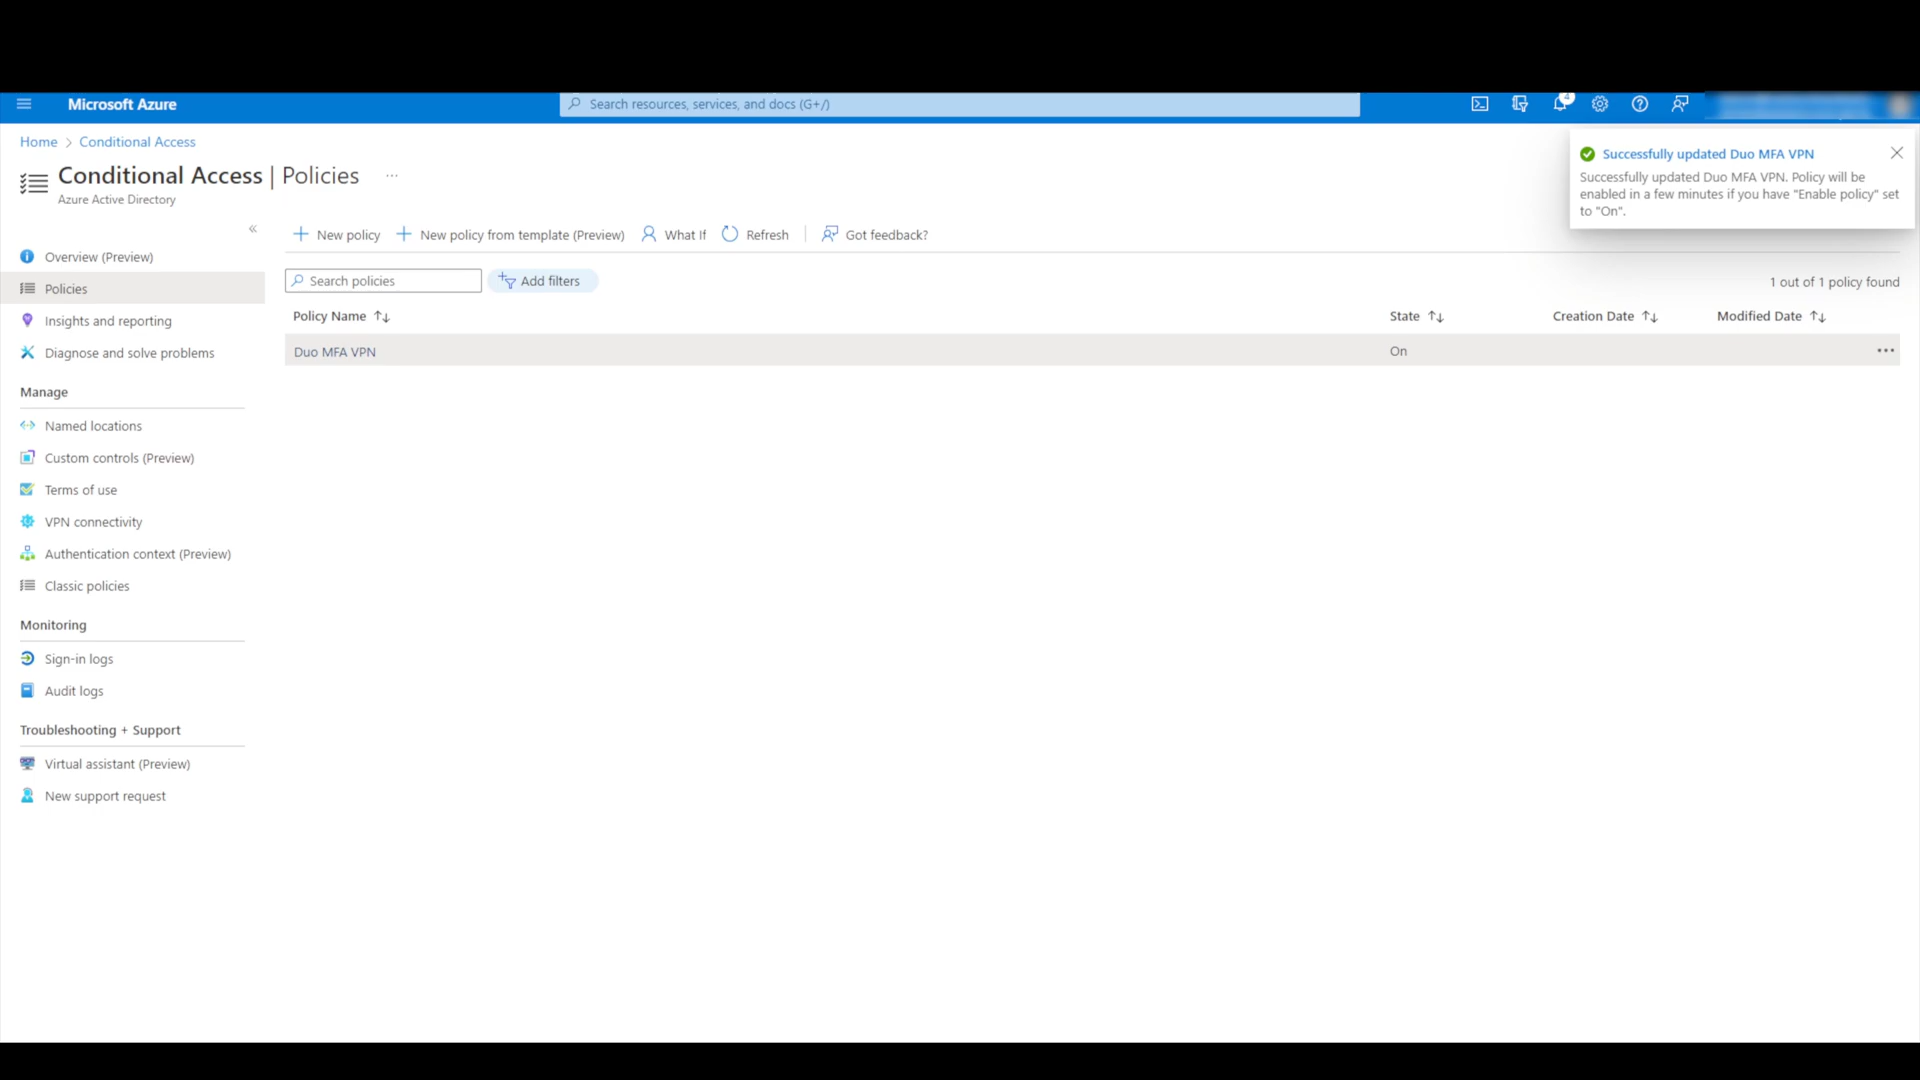 Microsoft Azure
Search resources, services, and docs (G+/)
4
Home > Conditional Access
Conditional Access | Policies ...
Azure Active Directory
Successfully updated Duo MFA VPN
Successfully updated Duo MFA VPN. Policy will be
enabled in a few minutes if you have "Enable policy" set
to "On".
«
New policy New policy from template (Preview) What If Refresh Got feedback?
Overview (Preview)
Policies
Insights and reporting
Diagnose and solve problems
Manage
Named locations
Custom controls (Preview)
Terms of use
VPN connectivity
Authentication context (Preview)
Classic policies
Monitoring
Sign-in logs
Audit logs
Troubleshooting + Support
Virtual assistant (Preview)
New support request
Search policies Add filters
1 out of 1 policy found
Policy Name ↑↓ State ↑↓ Creation Date ↑↓ Modified Date ↑↓
Duo MFA VPN On ...